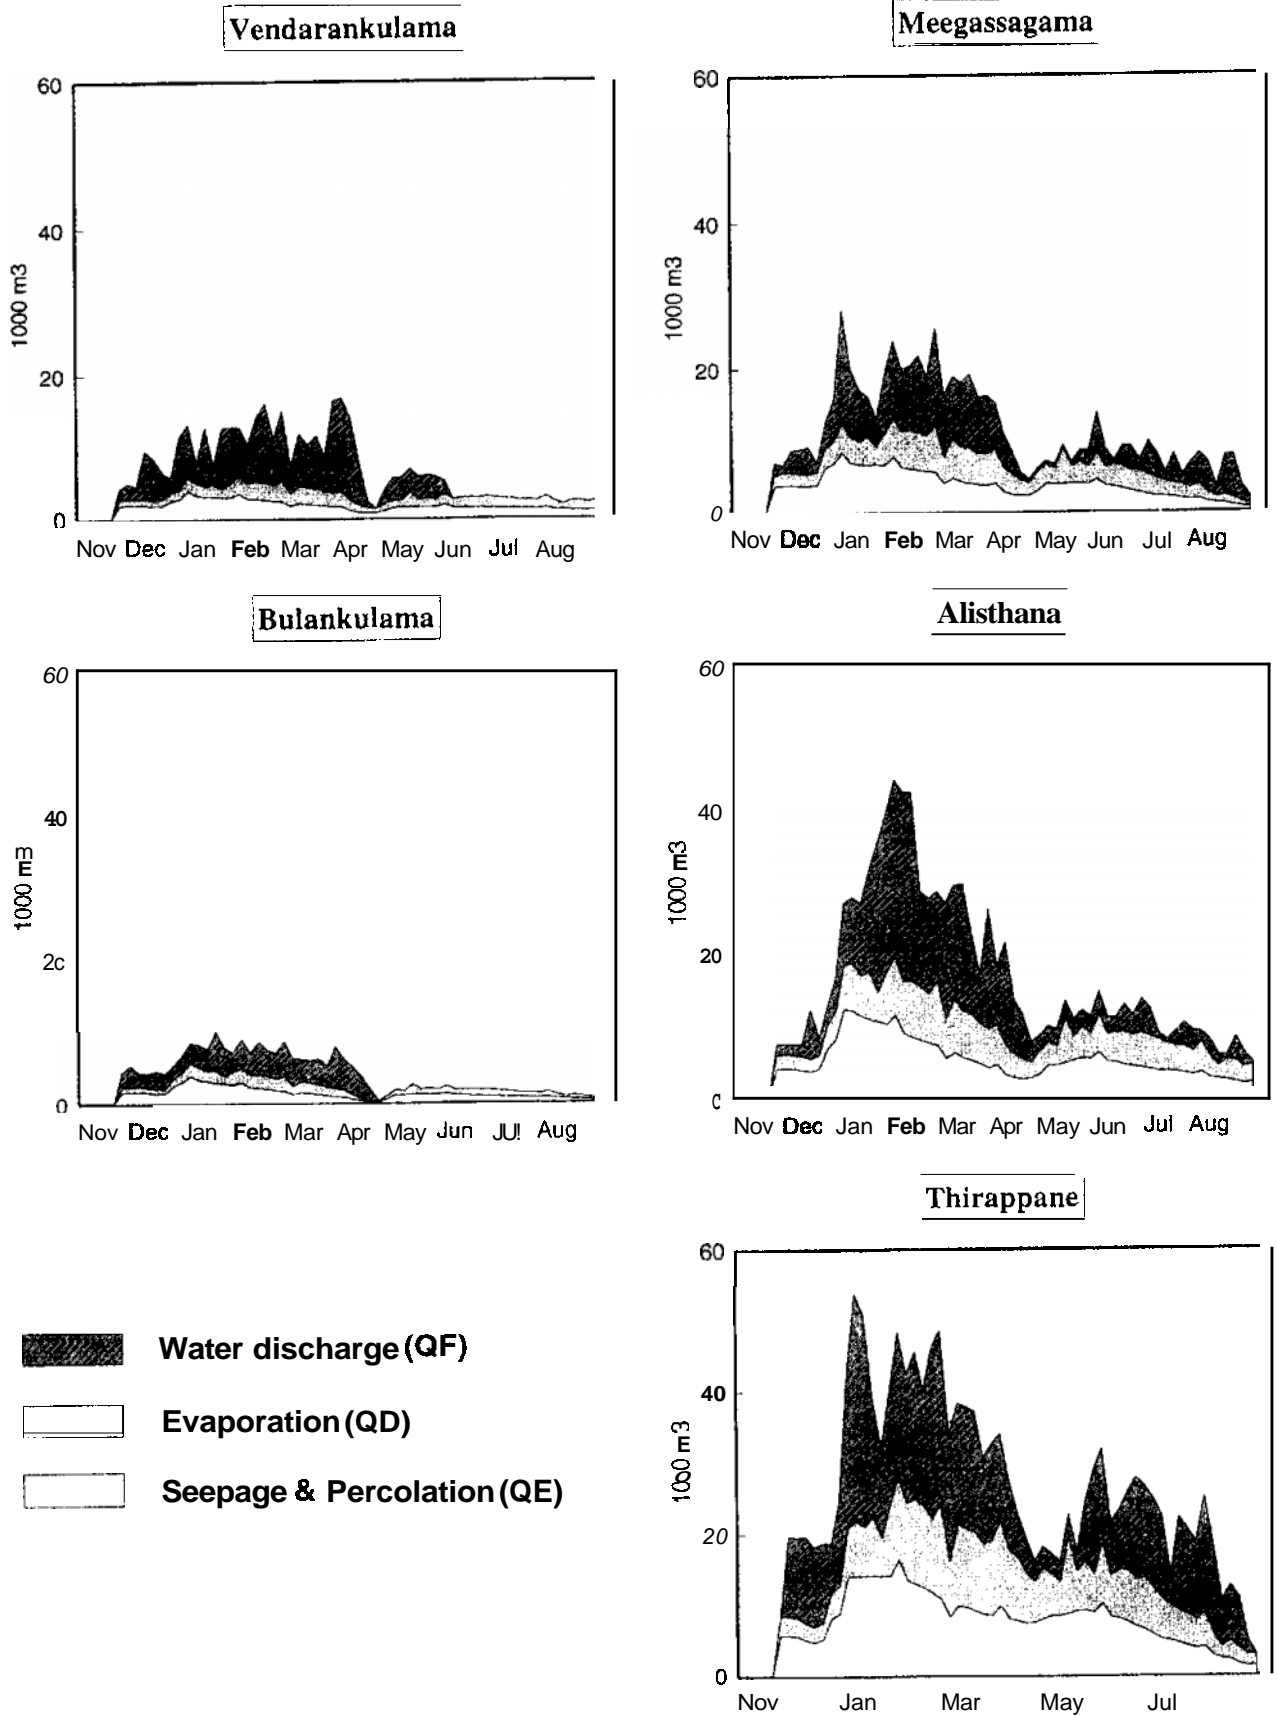 Vendarankulama
60
40
20
0
1000 m3
Nov Dec Jan Feb Mar Apr May Jun Jul Aug
Meegassagama
60
40
20
0
1000 m3
Nov Dec Jan Feb Mar Apr May Jun Jul Aug
Bulankulama
60
40
2c
0
1000 m3
Nov Dec Jan Feb Mar Apr May Jun JU! Aug
Alisthana
60
40
20
c
1000 m3
Nov Dec Jan Feb Mar Apr May Jun Jul Aug
Thirappane
60
40
20
0
1000 m3
Nov Jan Mar May Jul
Water discharge (QF)
Evaporation (QD)
Seepage & Percolation (QE)